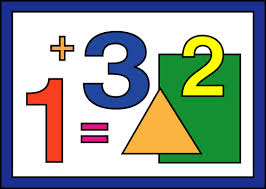 + 3 2
1 =